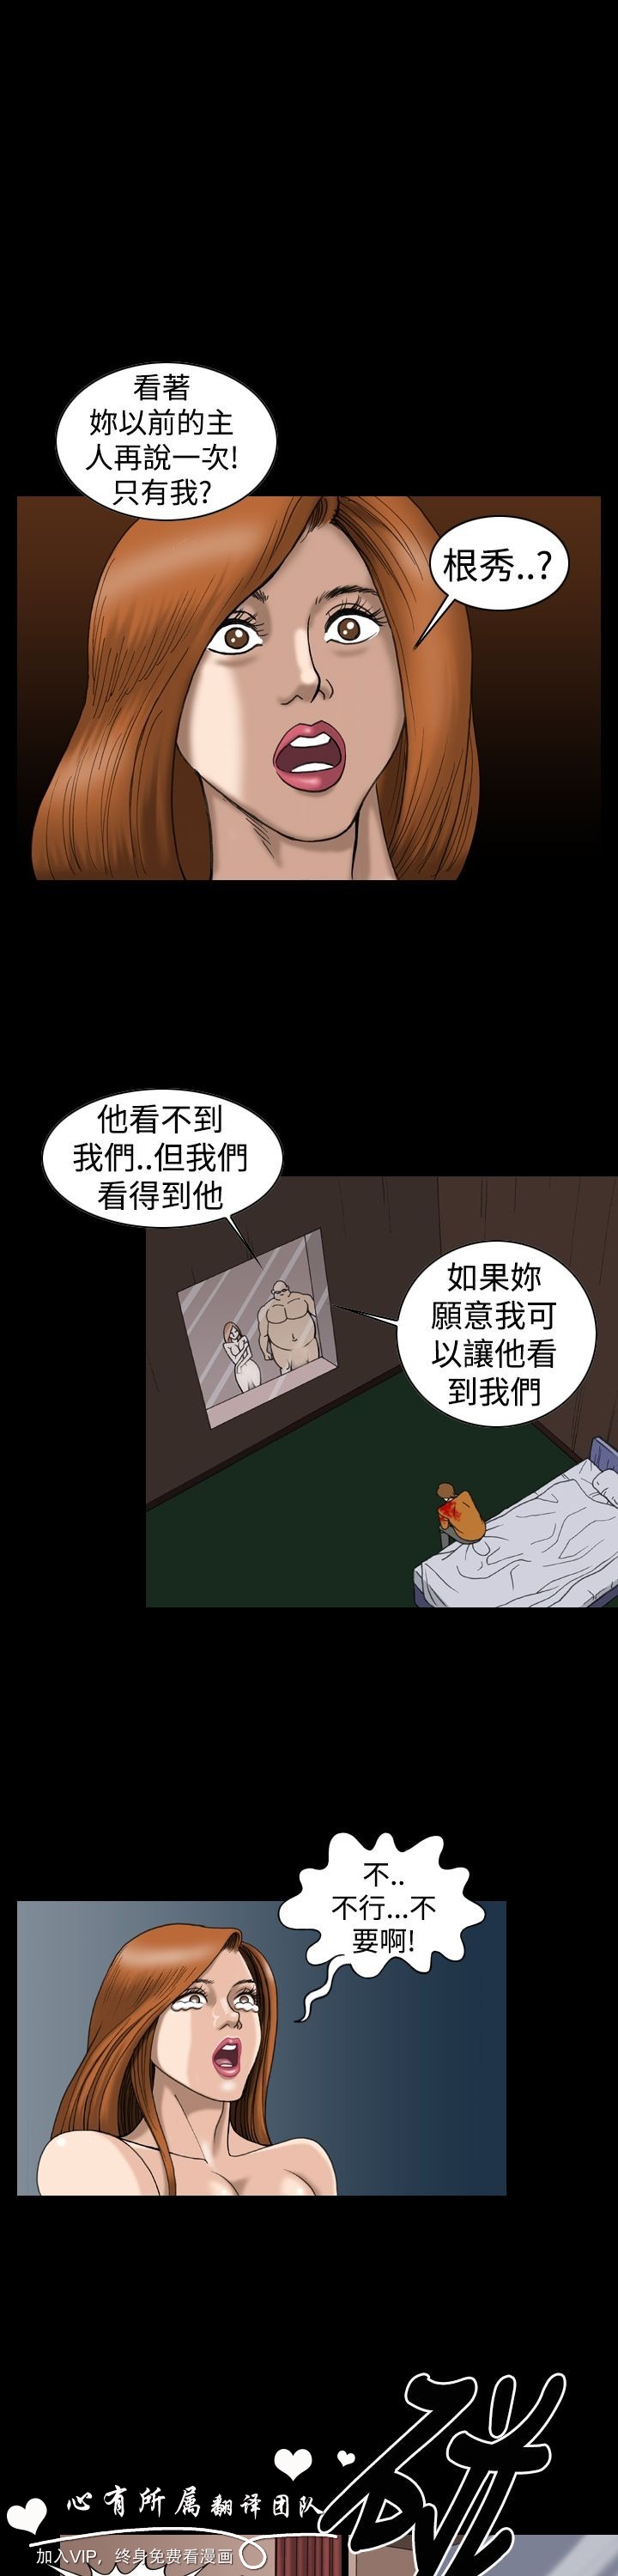 看著
妳以前的主
人再說一次!
只有我?
根秀..?
他看不到
我們..但我們
看得到他
如果妳
願意我可
以讓他看
到我們
不..
不行...不
要啊!
心有所属翻译团队
加入VIP，终身免费看漫画